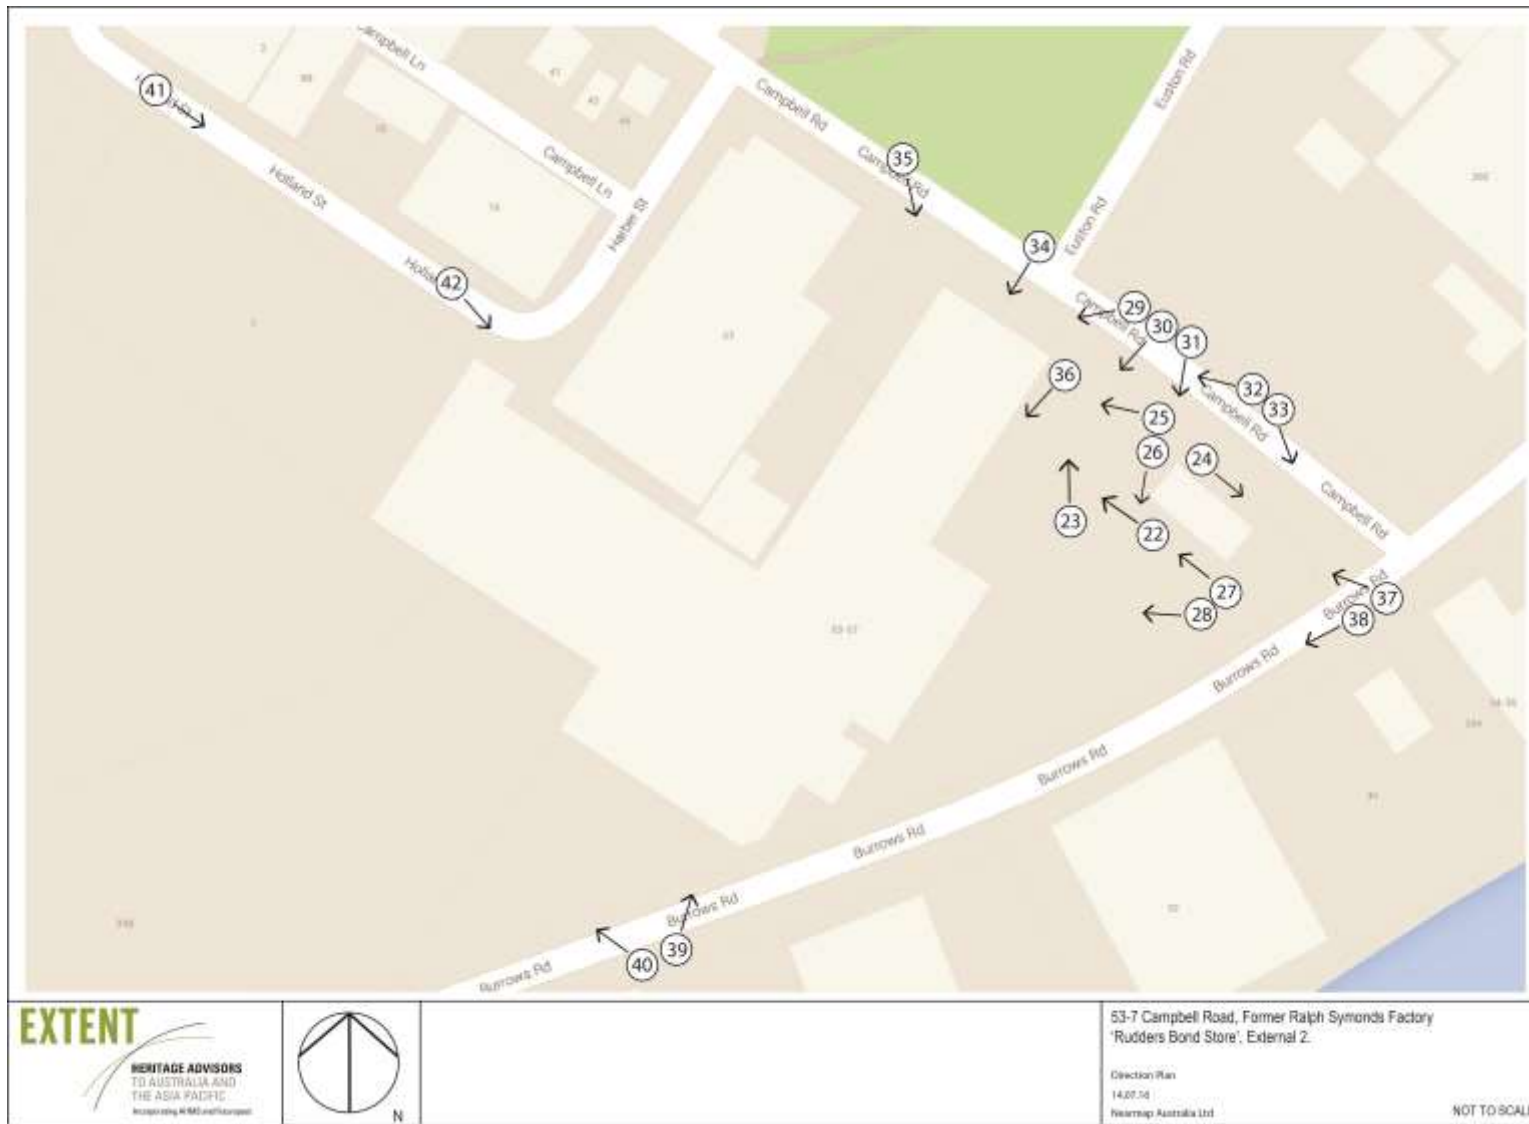 Campbell Ln
Euston Rd
41
Campbell Rd
Campbell Rd
35
Campbell Ln
Holland St
Harber St
Euston Rd
34
42
Campbell Rd
29
30
31
36
32
33
Campbell Rd
25
26
24
23
22
Campbell Rd
27
28
Burrows Rd
37
38
Burrows Rd
Burrows Rd
Burrows Rd
Burrows Rd
39
40
Burrows Rd
EXTENT
HERITAGE ADVISORS
TO AUSTRALIA AND
THE ASIA PACIFIC
N
53-7 Campbell Road, Former Ralph Symonds Factory
'Rudders Bond Store', External 2.
Direction Plan
14.07.16
Nearmap Australia Ltd
NOT TO SCALE